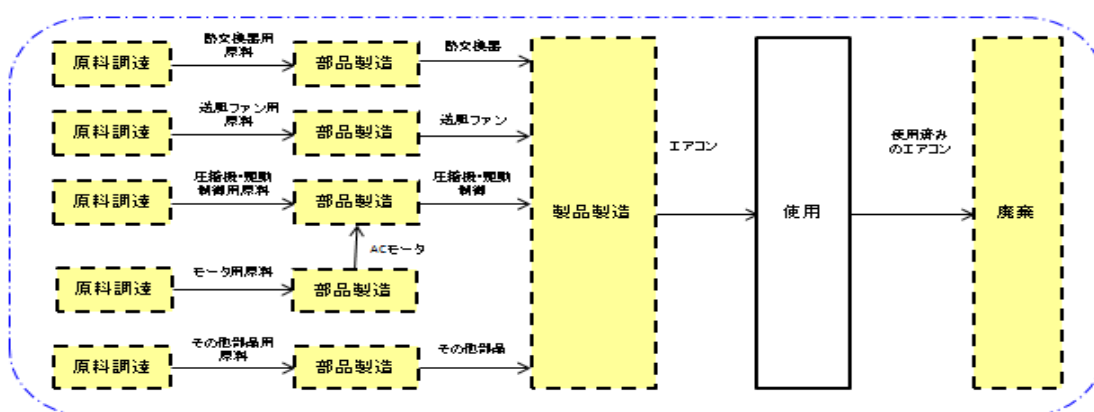 原料調達
熱交換器用
原料
部品製造
熱交換器
原料調達
送風ファン用
原料
部品製造
送風ファン
原料調達
圧縮機・駆動
制御用原料
部品製造
圧縮機・駆動
制御
ACモータ
原料調達
モータ用原料
部品製造
原料調達
その他部品用
原料
部品製造
その他部品
製品製造
エアコン
使用
使用済み
のエアコン
廃棄